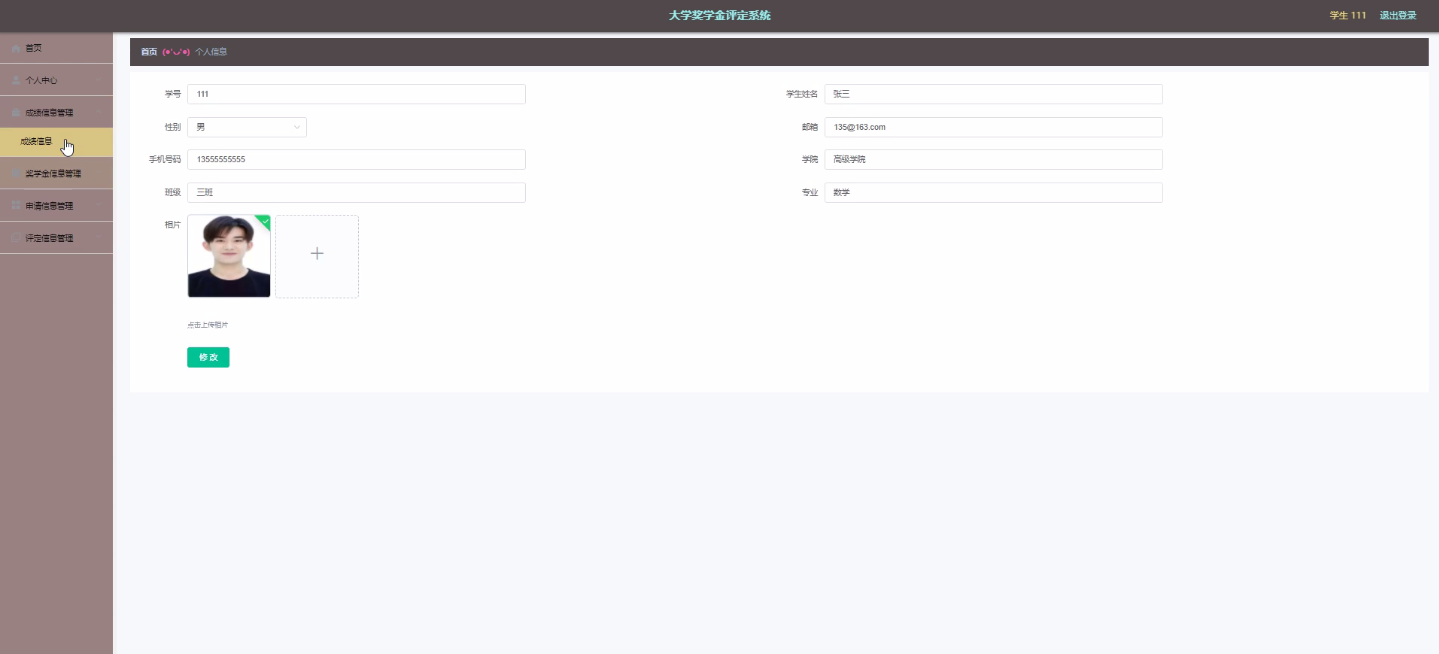 大学奖学金评定系统
学生 111 退出登录
首页
个人中心
成绩信息管理
成绩信息
奖学金信息管理
申请信息管理
评定信息管理
首页 (●'◡'●) 个人信息
学号 111
学生姓名 张三
性别 男
邮箱 135@163.com
手机号码 13555555555
学院 高级学院
班级 三班
专业 数学
相片
点击上传相片
修改